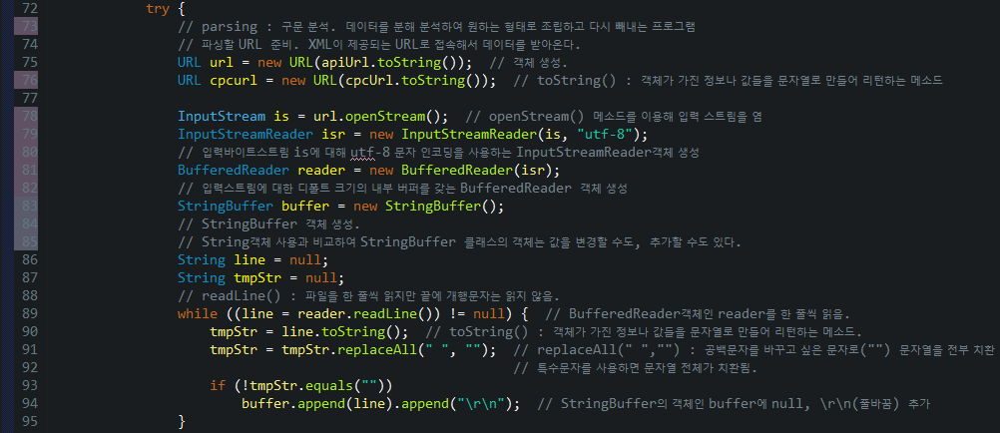 72 try {
73 // parsing : 구문 분석. 데이터를 분해 분석하여 원하는 형태로 조립하고 다시 빼내는 프로그램
74 // 파싱할 URL 준비. XML이 제공되는 URL로 접속해서 데이터를 받아온다.
75 URL url = new URL(apiUrl.toString()); // 객체 생성.
76 URL cpcurl = new URL(cpcUrl.toString()); // toString() : 객체가 가진 정보나 값들을 문자열로 만들어 리턴하는 메소드
77
78 InputStream is = url.openStream(); // openStream() 메소드를 이용해 입력 스트림을 염
79 InputStreamReader isr = new InputStreamReader(is, "utf-8");
80 // 입력바이트스트림 is에 대해 utf-8 문자 인코딩을 사용하는 InputStreamReader객체 생성
81 BufferedReader reader = new BufferedReader(isr);
82 // 입력스트림에 대한 디폴트 크기의 내부 버퍼를 갖는 BufferedReader 객체 생성
83 StringBuffer buffer = new StringBuffer();
84 // StringBuffer 객체 생성.
85 // String객체 사용과 비교하여 StringBuffer 클래스의 객체는 값을 변경할 수도, 추가할 수도 있다.
86 String line = null;
87 String tmpStr = null;
88 // readLine() : 파일을 한 줄씩 읽지만 끝에 개행문자는 읽지 않음.
89 while ((line = reader.readLine()) != null) { // BufferedReader객체인 reader를 한 줄씩 읽음.
90 tmpStr = line.toString(); // toString() : 객체가 가진 정보나 값들을 문자열로 만들어 리턴하는 메소드.
91 tmpStr = tmpStr.replaceAll(" ", ""); // replaceAll(" ","") : 공백문자를 바꾸고 싶은 문자로("") 문자열을 전부 치환
92 // 특수문자를 사용하면 문자열 전체가 치환됨.
93 if (!tmpStr.equals(""))
94 buffer.append(line).append("\r\n"); // StringBuffer의 객체인 buffer에 null, \r\n(줄바꿈) 추가
95 }